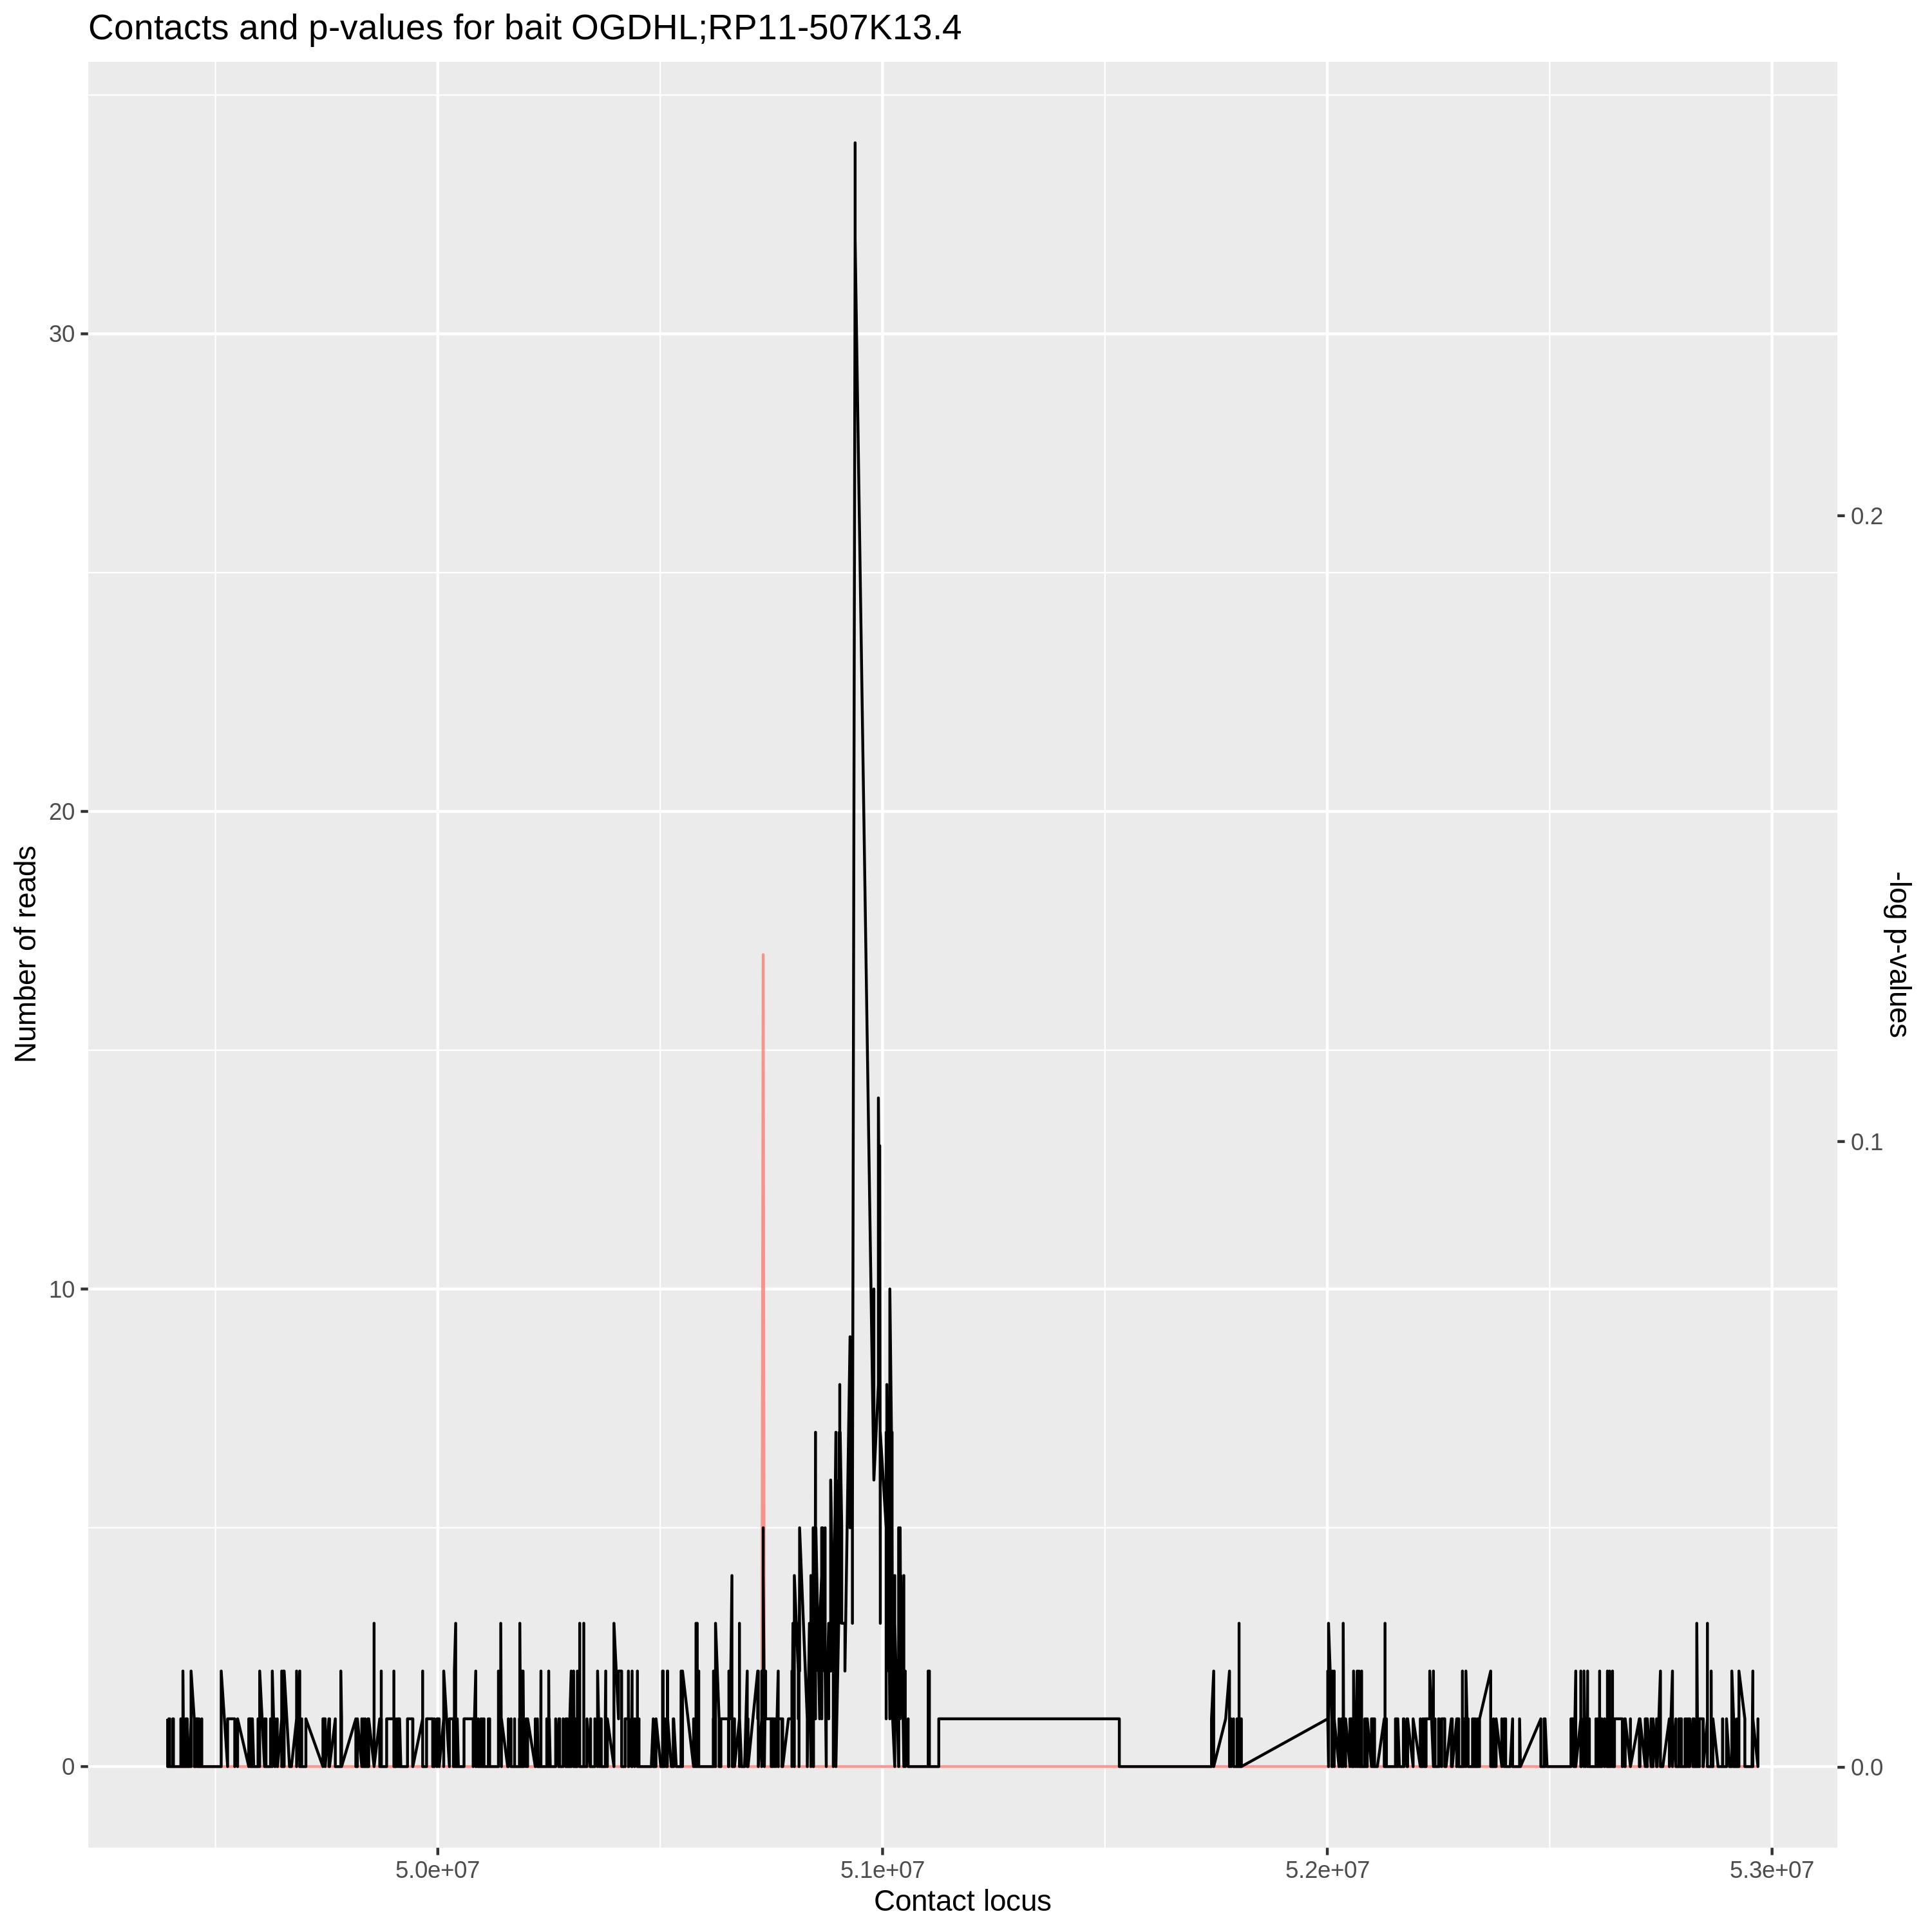 Contacts and p-values for bait OGDHL;RP11-507K13.4
30
20
10
0
Number of reads
0.2
0.1
0.0
-log p-values
5.0e+07
5.1e+07
5.2e+07
5.3e+07
Contact locus